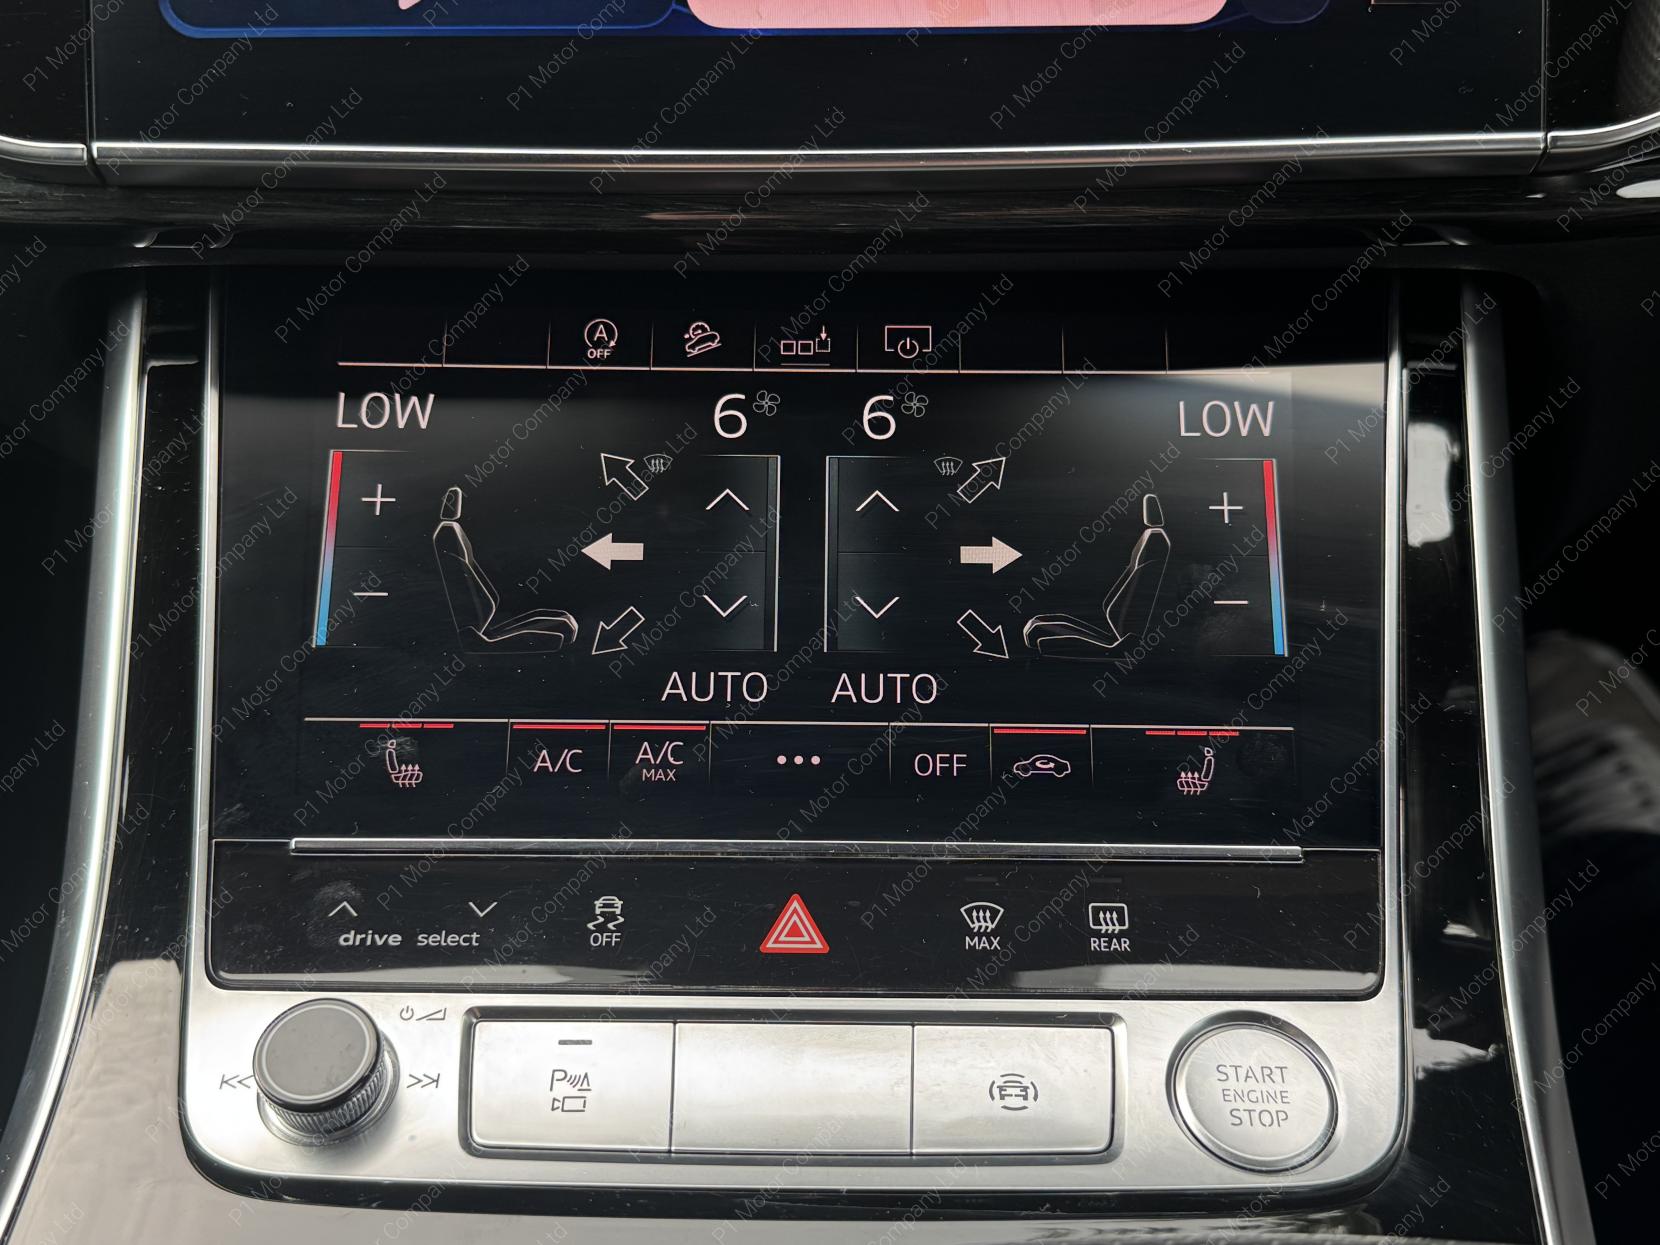 A
OFF
LOW 6 6 LOW
AUTO AUTO
A/C A/C MAX ••• OFF
drive select OFF MAX REAR
P
START
ENGINE
STOP
P1 Motor Company Ltd